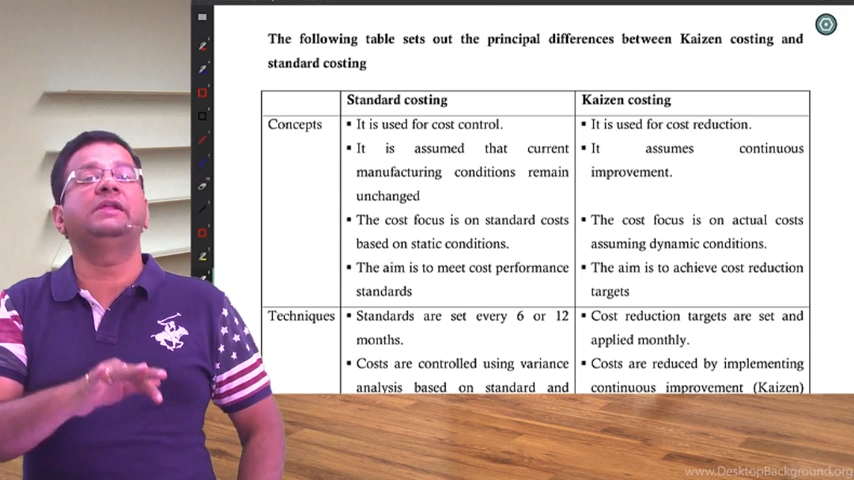 The following table sets out the principal differences between Kaizen costing and
standard costing
Standard costing
Kaizen costing
Concepts
▪ It is used for cost control.
▪ It is assumed that current
manufacturing conditions remain
unchanged
▪ The cost focus is on standard costs
based on static conditions.
▪ The aim is to meet cost performance
standards
▪ It is used for cost reduction.
▪ It assumes continuous
improvement.
▪ The cost focus is on actual costs
assuming dynamic conditions.
▪ The aim is to achieve cost reduction
targets
Techniques
▪ Standards are set every 6 or 12
months.
▪ Costs are controlled using variance
analysis based on standard and
▪ Cost reduction targets are set and
applied monthly.
▪ Costs are reduced by implementing
continuous improvement (Kaizen)
www.DesktopBackground.org